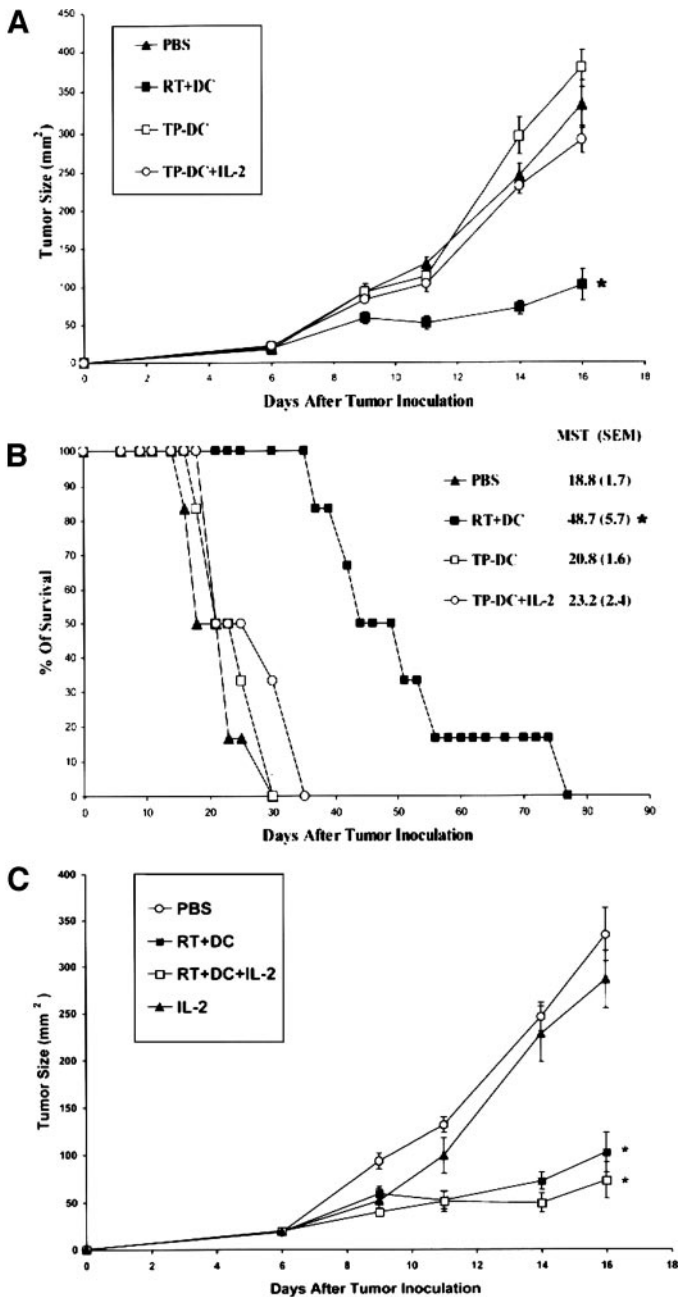 A
Tumor Size (mm²)
450
400
350
300
250
200
150
100
50
0
PBS
RT+DC
TP-DC
TP-DC+IL-2
*
0 2 4 6 8 10 12 14 16 18
Days After Tumor Inoculation
B
% Of Survival
100
90
80
70
60
50
40
30
20
10
0
MST (SEM)
PBS 18.8 (1.7)
RT+DC 48.7 (5.7) *
TP-DC 20.8 (1.6)
TP-DC+IL-2 23.2 (2.4)
0 10 20 30 40 50 60 70 80 90
Days After Tumor Inoculation
C
Tumor Size (mm²)
400
350
300
250
200
150
100
50
0
PBS
RT+DC
RT+DC+IL-2
IL-2
*
*
0 2 4 6 8 10 12 14 16 18
Days After Tumor Inoculation